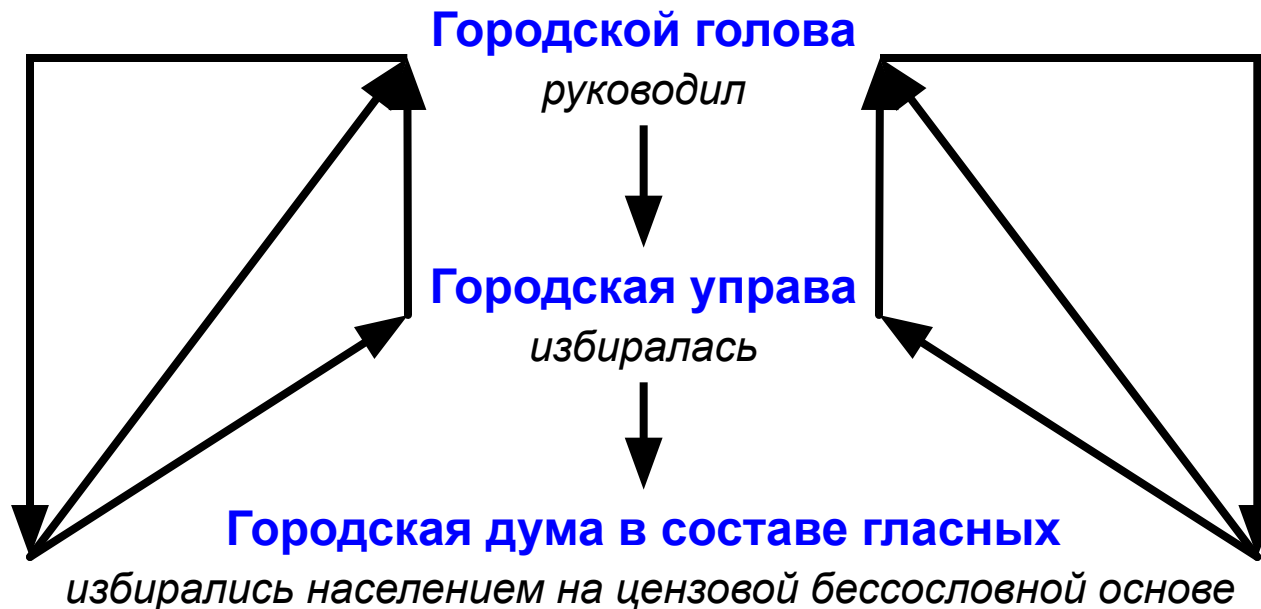 Городской голова
руководил
Городская управа
избиралась
Городская дума в составе гласных
избирались населением на цензовой бессословной основе